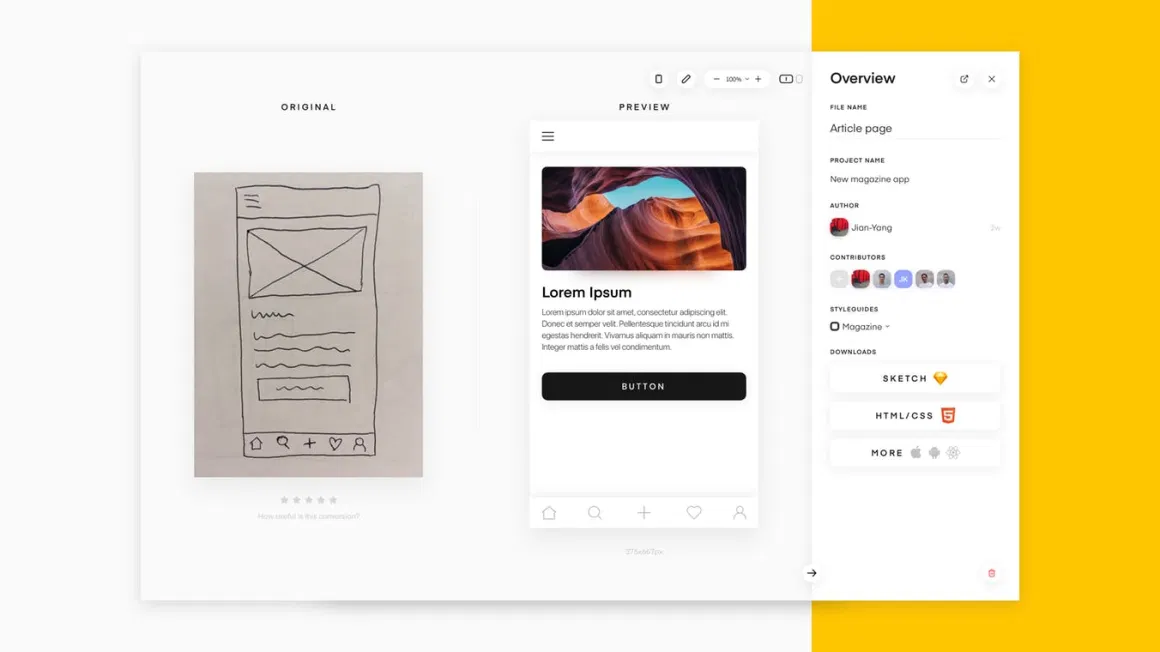 100%
ORIGINAL
PREVIEW
Lorem Ipsum
Lorem ipsum dolor sit amet, consectetur adipiscing elit.
Donec et semper velit. Pellentesque tincidunt arcu id mi
egestas hendrerit. Vivamus aliquam in mauris non mattis.
Integer mattis a felis vel condimentum.
BUTTON
How useful is this conversion?
375x667px
Overview
FILE NAME
Article page
PROJECT NAME
New magazine app
AUTHOR
Jian-Yang
2w
CONTRIBUTORS
JK
STYLEGUIDES
Magazine
DOWNLOADS
SKETCH
HTML/CSS
MORE